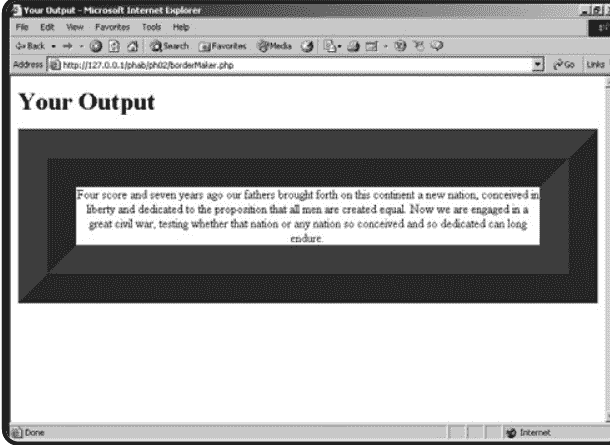 Your Output - Microsoft Internet Explorer
File Edit View Favorites Tools Help
Back Search Favorites Media
Address http://127.0.0.1/phab/ph02/borderMaker.php Go Links
Your Output
Four score and seven years ago our fathers brought forth on this continent a new nation, conceived in
liberty and dedicated to the proposition that all men are created equal. Now we are engaged in a
great civil war, testing whether that nation or any nation so conceived and so dedicated can long
endure.
Done Internet